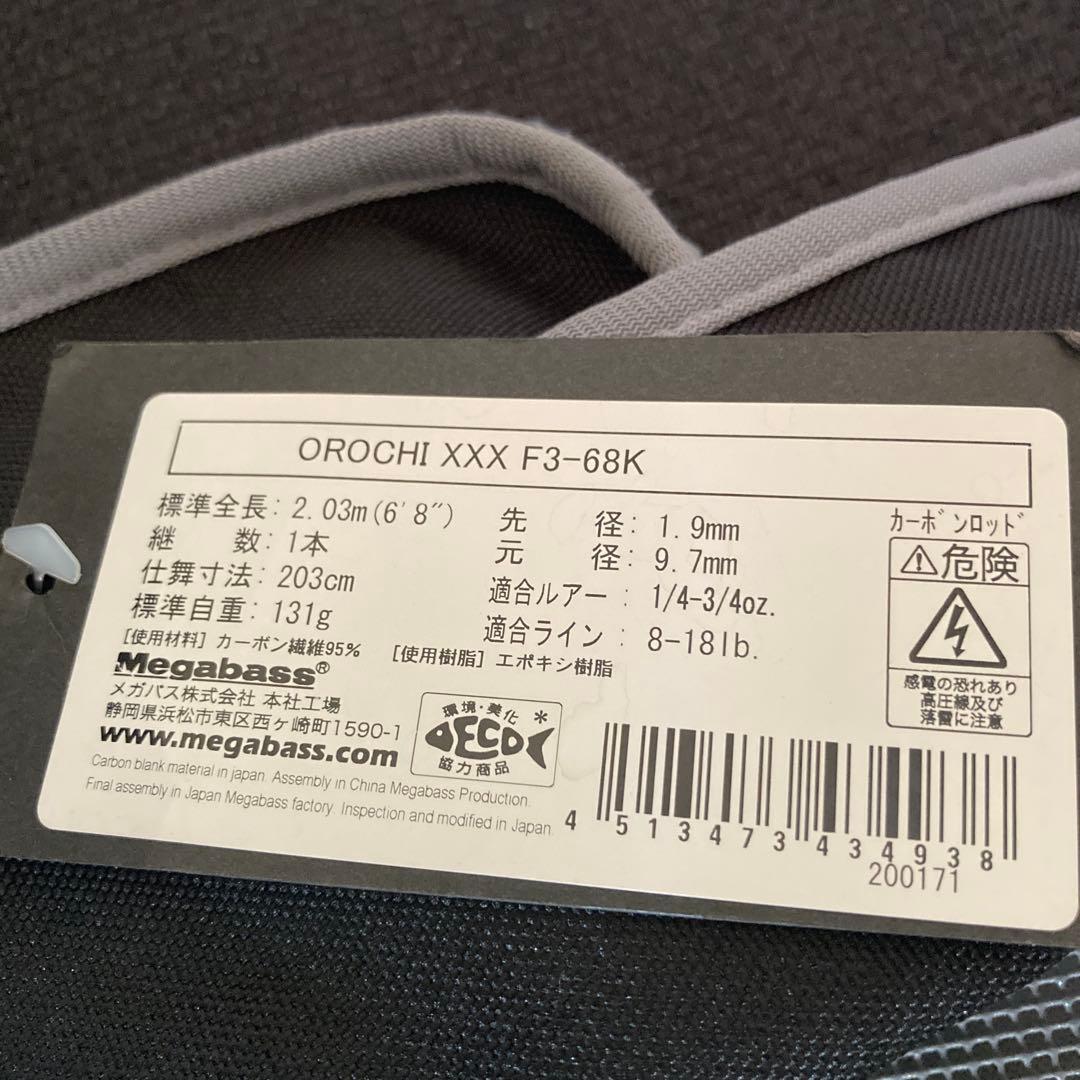 OROCHI XXX F3-68K
標準全長: 2.03m(6'8")
継 数: 1本
仕舞寸法: 203cm
標準自重: 131g
[使用材料] カーボン繊維95%
先 径: 1.9mm
元 径: 9.7mm
適合ルアー: 1/4-3/4oz.
適合ライン: 8-18lb.
[使用樹脂] エポキシ樹脂
カーボンロッド
⚠危険
感電の恐れあり
高圧線及び
落雷に注意
Megabass®
メガバス株式会社 本社工場
静岡県浜松市東区西ヶ崎町1590-1
www.megabass.com
環境・美化
DECO
協力商品
*
Carbon blank material in japan. Assembly in China Megabass Production.
Final assembly in Japan Megabass factory. Inspection and modified in Japan.
4 513473 434938
200171